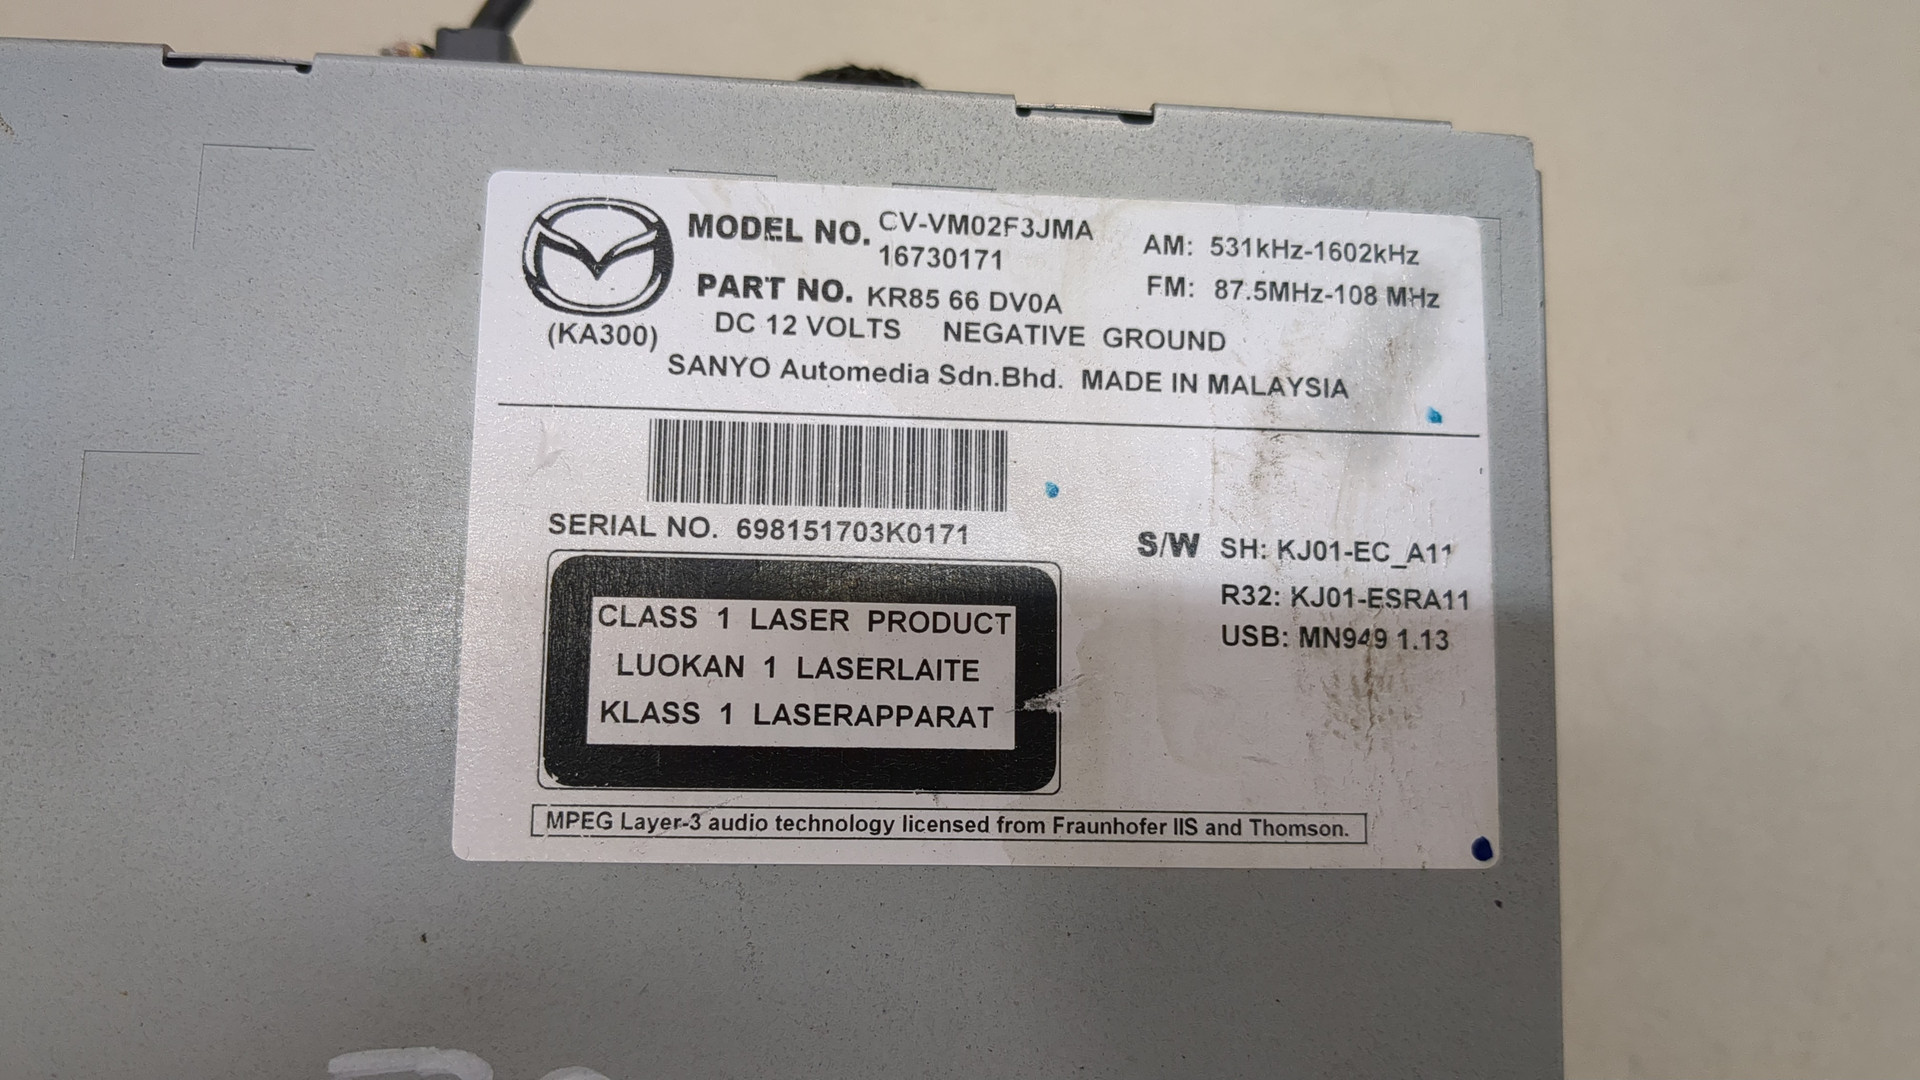 MODEL NO. CV-VM02F3JMA
16730171
PART NO. KR85 66 DV0A
(KA300)
DC 12 VOLTS NEGATIVE GROUND
SANYO Automedia Sdn.Bhd. MADE IN MALAYSIA
AM: 531kHz-1602kHz
FM: 87.5MHz-108 MHz
SERIAL NO. 698151703K0171
S/W SH: KJ01-EC_A11
R32: KJ01-ESRA11
USB: MN949 1.13
CLASS 1 LASER PRODUCT
LUOKAN 1 LASERLAITE
KLASS 1 LASERAPPARAT
MPEG Layer-3 audio technology licensed from Fraunhofer IIS and Thomson.